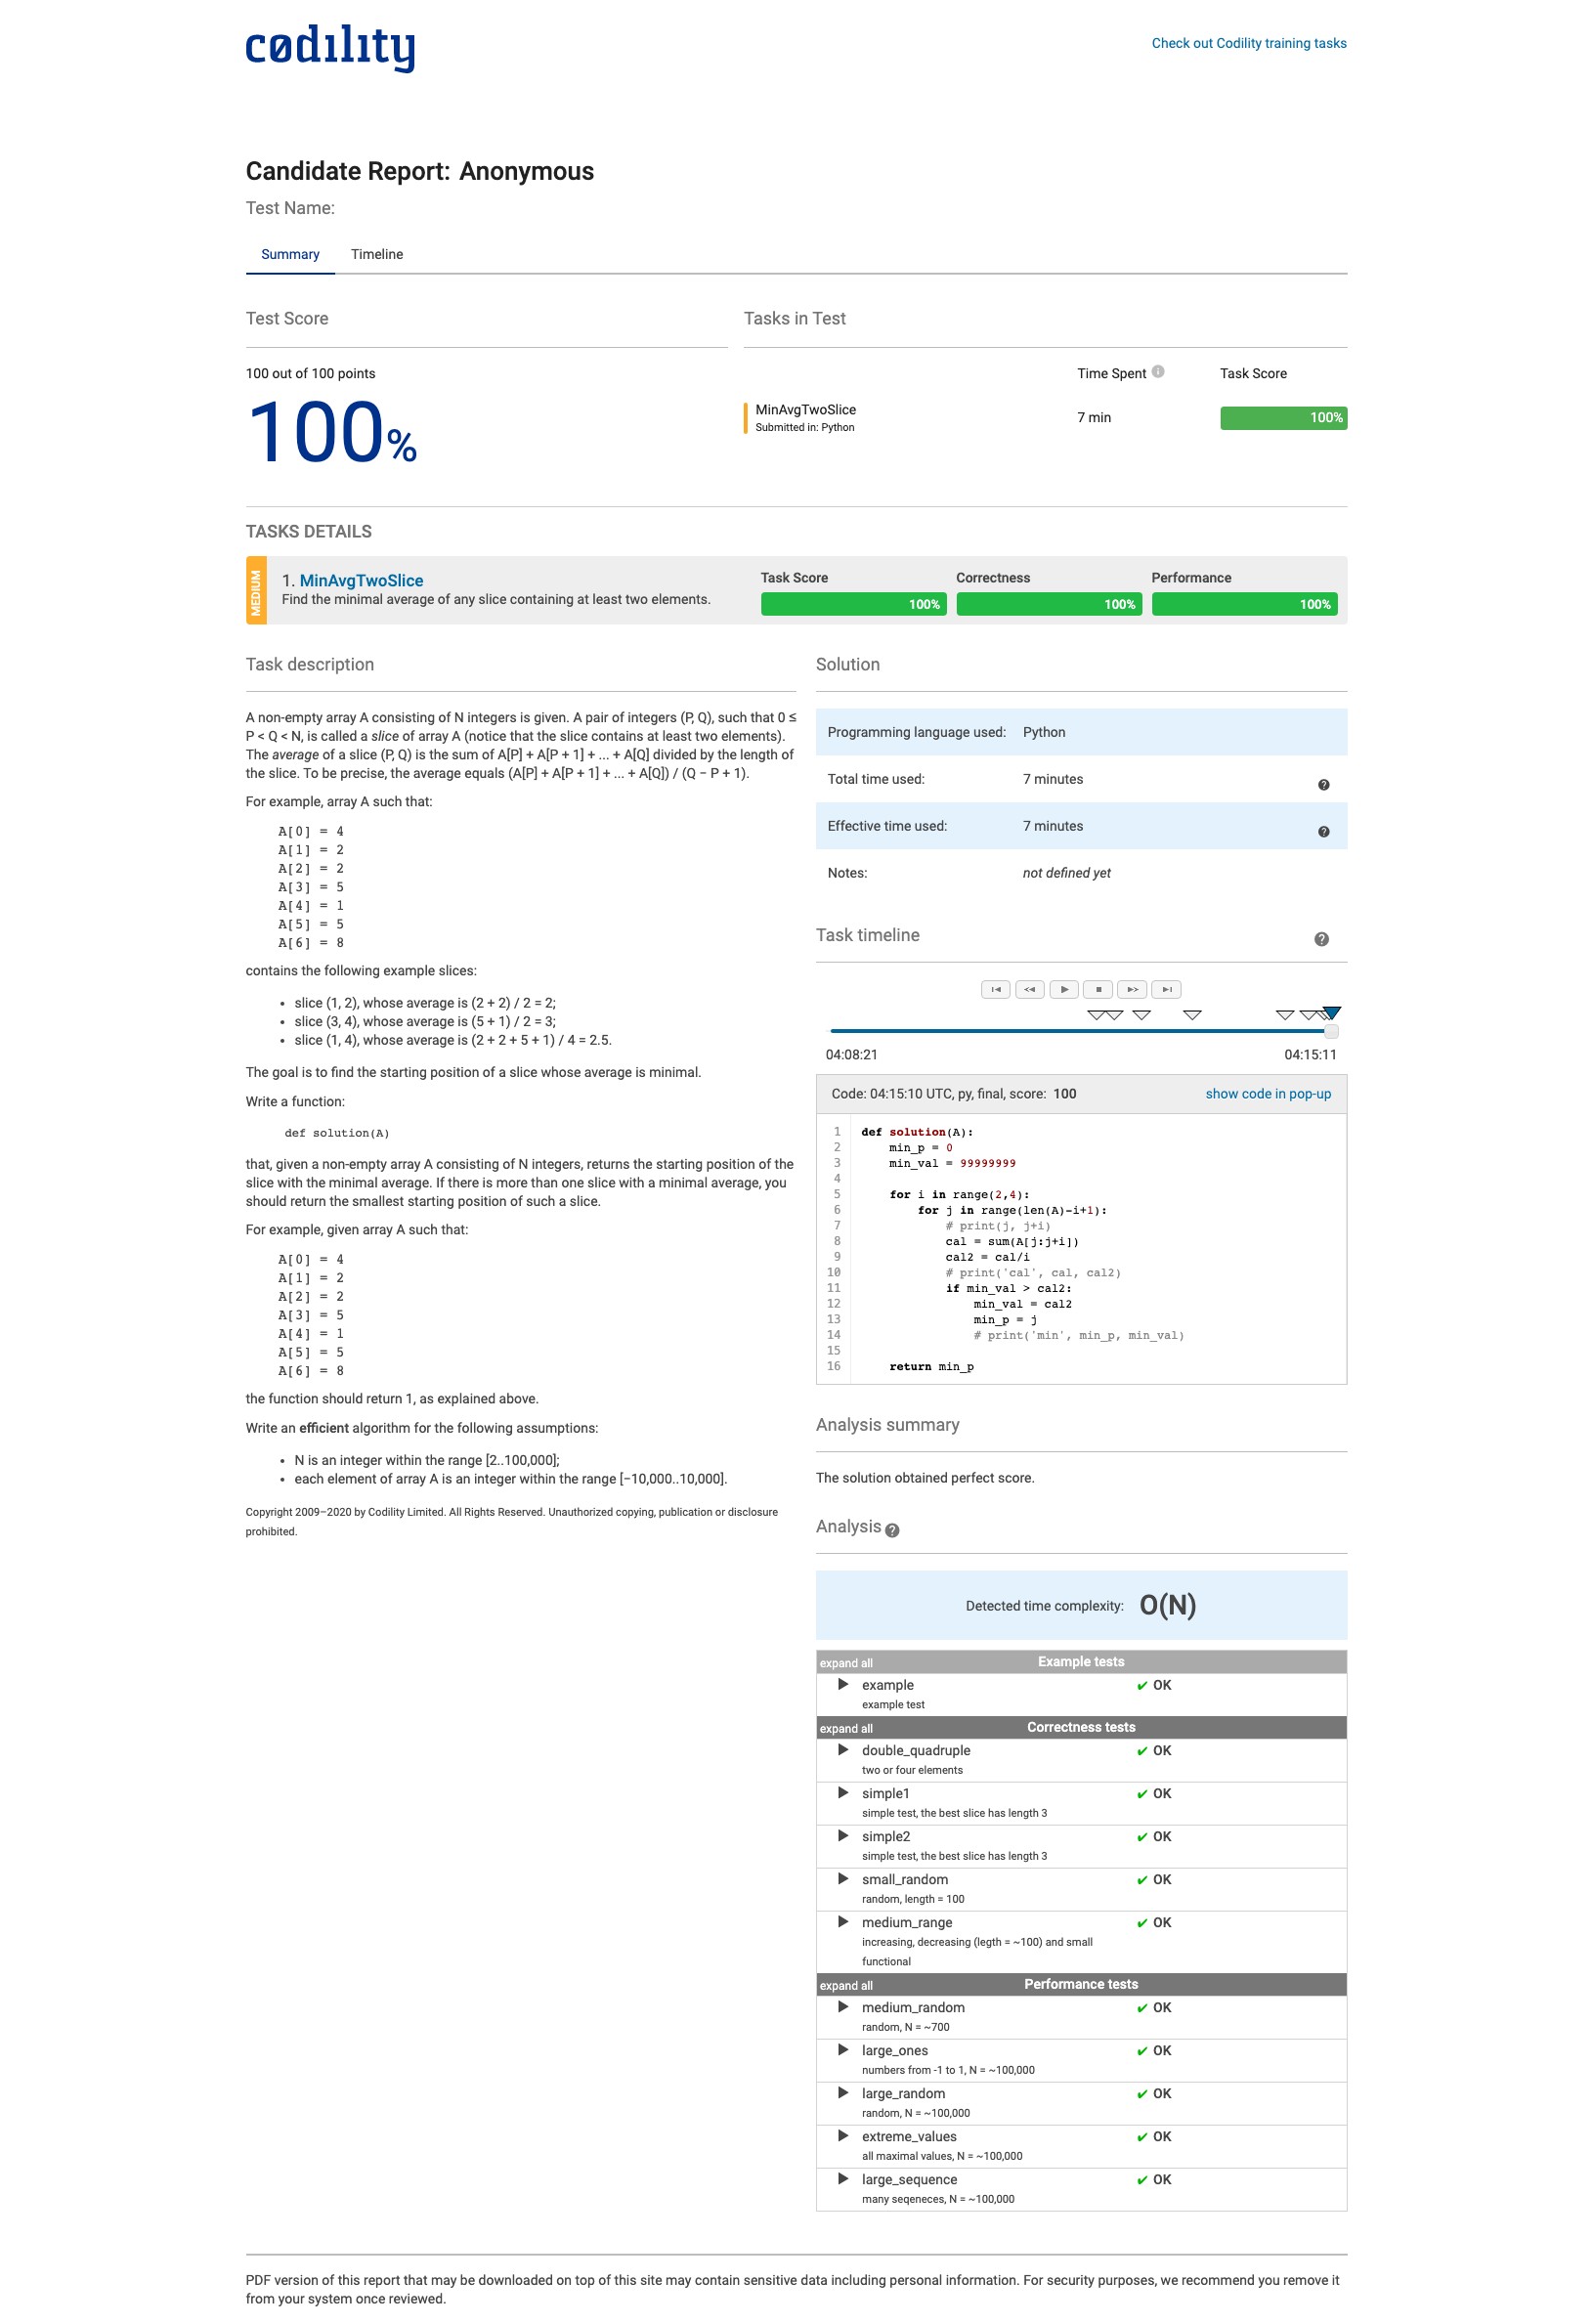 cødility
Check out Codility training tasks
Candidate Report: Anonymous
Test Name:
Summary Timeline
Test Score
100 out of 100 points
100%
Tasks in Test
Time Spent Task Score
MinAvgTwoSlice
Submitted in: Python
7 min
100%
TASKS DETAILS
MEDIUM
1. MinAvgTwoSlice
Find the minimal average of any slice containing at least two elements.
Task Score Correctness Performance
100% 100% 100%
Task description
A non-empty array A consisting of N integers is given. A pair of integers (P, Q), such that 0 ≤
P < Q < N, is called a slice of array A (notice that the slice contains at least two elements).
The average of a slice (P, Q) is the sum of A[P] + A[P + 1] + ... + A[Q] divided by the length of
the slice. To be precise, the average equals (A[P] + A[P + 1] + ... + A[Q]) / (Q − P + 1).
For example, array A such that:
A[0] = 4
A[1] = 2
A[2] = 2
A[3] = 5
A[4] = 1
A[5] = 5
A[6] = 8
contains the following example slices:
• slice (1, 2), whose average is (2 + 2) / 2 = 2;
• slice (3, 4), whose average is (5 + 1) / 2 = 3;
• slice (1, 4), whose average is (2 + 2 + 5 + 1) / 4 = 2.5.
The goal is to find the starting position of a slice whose average is minimal.
Write a function:
def solution(A)
that, given a non-empty array A consisting of N integers, returns the starting position of the
slice with the minimal average. If there is more than one slice with a minimal average, you
should return the smallest starting position of such a slice.
For example, given array A such that:
A[0] = 4
A[1] = 2
A[2] = 2
A[3] = 5
A[4] = 1
A[5] = 5
A[6] = 8
the function should return 1, as explained above.
Write an efficient algorithm for the following assumptions:
• N is an integer within the range [2..100,000];
• each element of array A is an integer within the range [−10,000..10,000].
Copyright 2009–2020 by Codility Limited. All Rights Reserved. Unauthorized copying, publication or disclosure
prohibited.
Solution
Programming language used: Python
Total time used: 7 minutes
Effective time used: 7 minutes
Notes: not defined yet
Task timeline
04:08:21 04:15:11
Code: 04:15:10 UTC, py, final, score: 100 show code in pop-up
1 def solution(A):
2 min_p = 0
3 min_val = 99999999
4
5 for i in range(2,4):
6 for j in range(len(A)-i+1):
7 # print(j, j+i)
8 cal = sum(A[j:j+i])
9 cal2 = cal/i
10 # print('cal', cal, cal2)
11 if min_val > cal2:
12 min_val = cal2
13 min_p = j
14 # print('min', min_p, min_val)
15
16 return min_p
Analysis summary
The solution obtained perfect score.
Analysis
Detected time complexity: O(N)
expand all Example tests
example ✔ OK
example test
expand all Correctness tests
double_quadruple ✔ OK
two or four elements
simple1 ✔ OK
simple test, the best slice has length 3
simple2 ✔ OK
simple test, the best slice has length 3
small_random ✔ OK
random, length = 100
medium_range ✔ OK
increasing, decreasing (legth = ~100) and small
functional
expand all Performance tests
medium_random ✔ OK
random, N = ~700
large_ones ✔ OK
numbers from -1 to 1, N = ~100,000
large_random ✔ OK
random, N = ~100,000
extreme_values ✔ OK
all maximal values, N = ~100,000
large_sequence ✔ OK
many seqeneces, N = ~100,000
PDF version of this report that may be downloaded on top of this site may contain sensitive data including personal information. For security purposes, we recommend you remove it
from your system once reviewed.